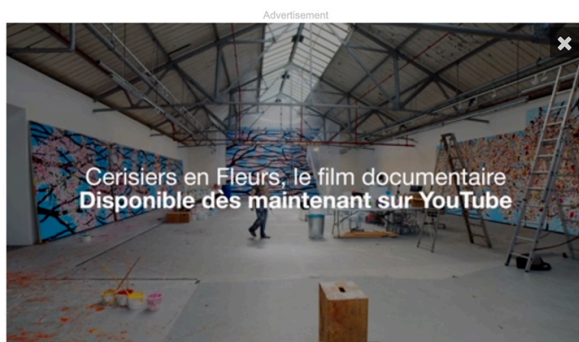 Advertisement
Cerisiers en Fleurs, le film documentaire
Disponible dès maintenant sur YouTube